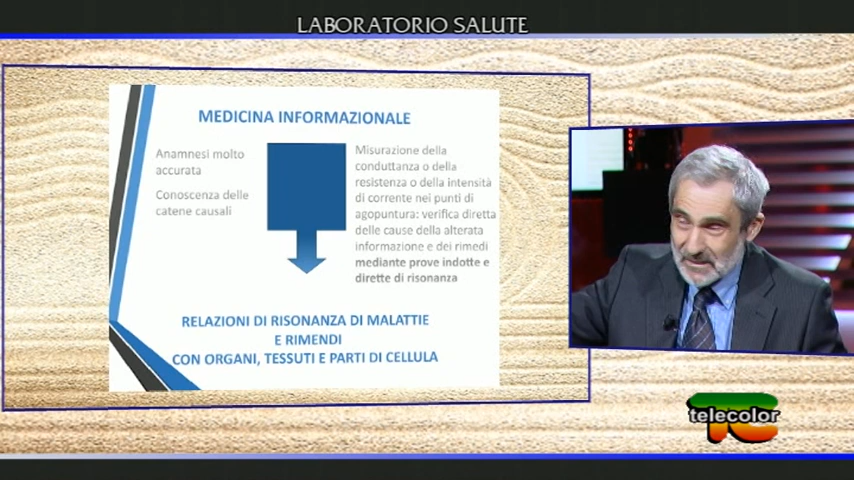 LABORATORIO SALUTE
MEDICINA INFORMAZIONALE
Anamnesi molto
accurata
Conoscenza delle
catene causali
Misurazione della
conduttanza o della
resistenza o della intensità
di corrente nei punti di
agopuntura: verifica diretta
delle cause della alterata
informazione e dei rimedi
mediante prove indotte e
dirette di risonanza
RELAZIONI DI RISONANZA DI MALATTIE
E RIMENDI
CON ORGANI, TESSUTI E PARTI DI CELLULA
telecolor
TC